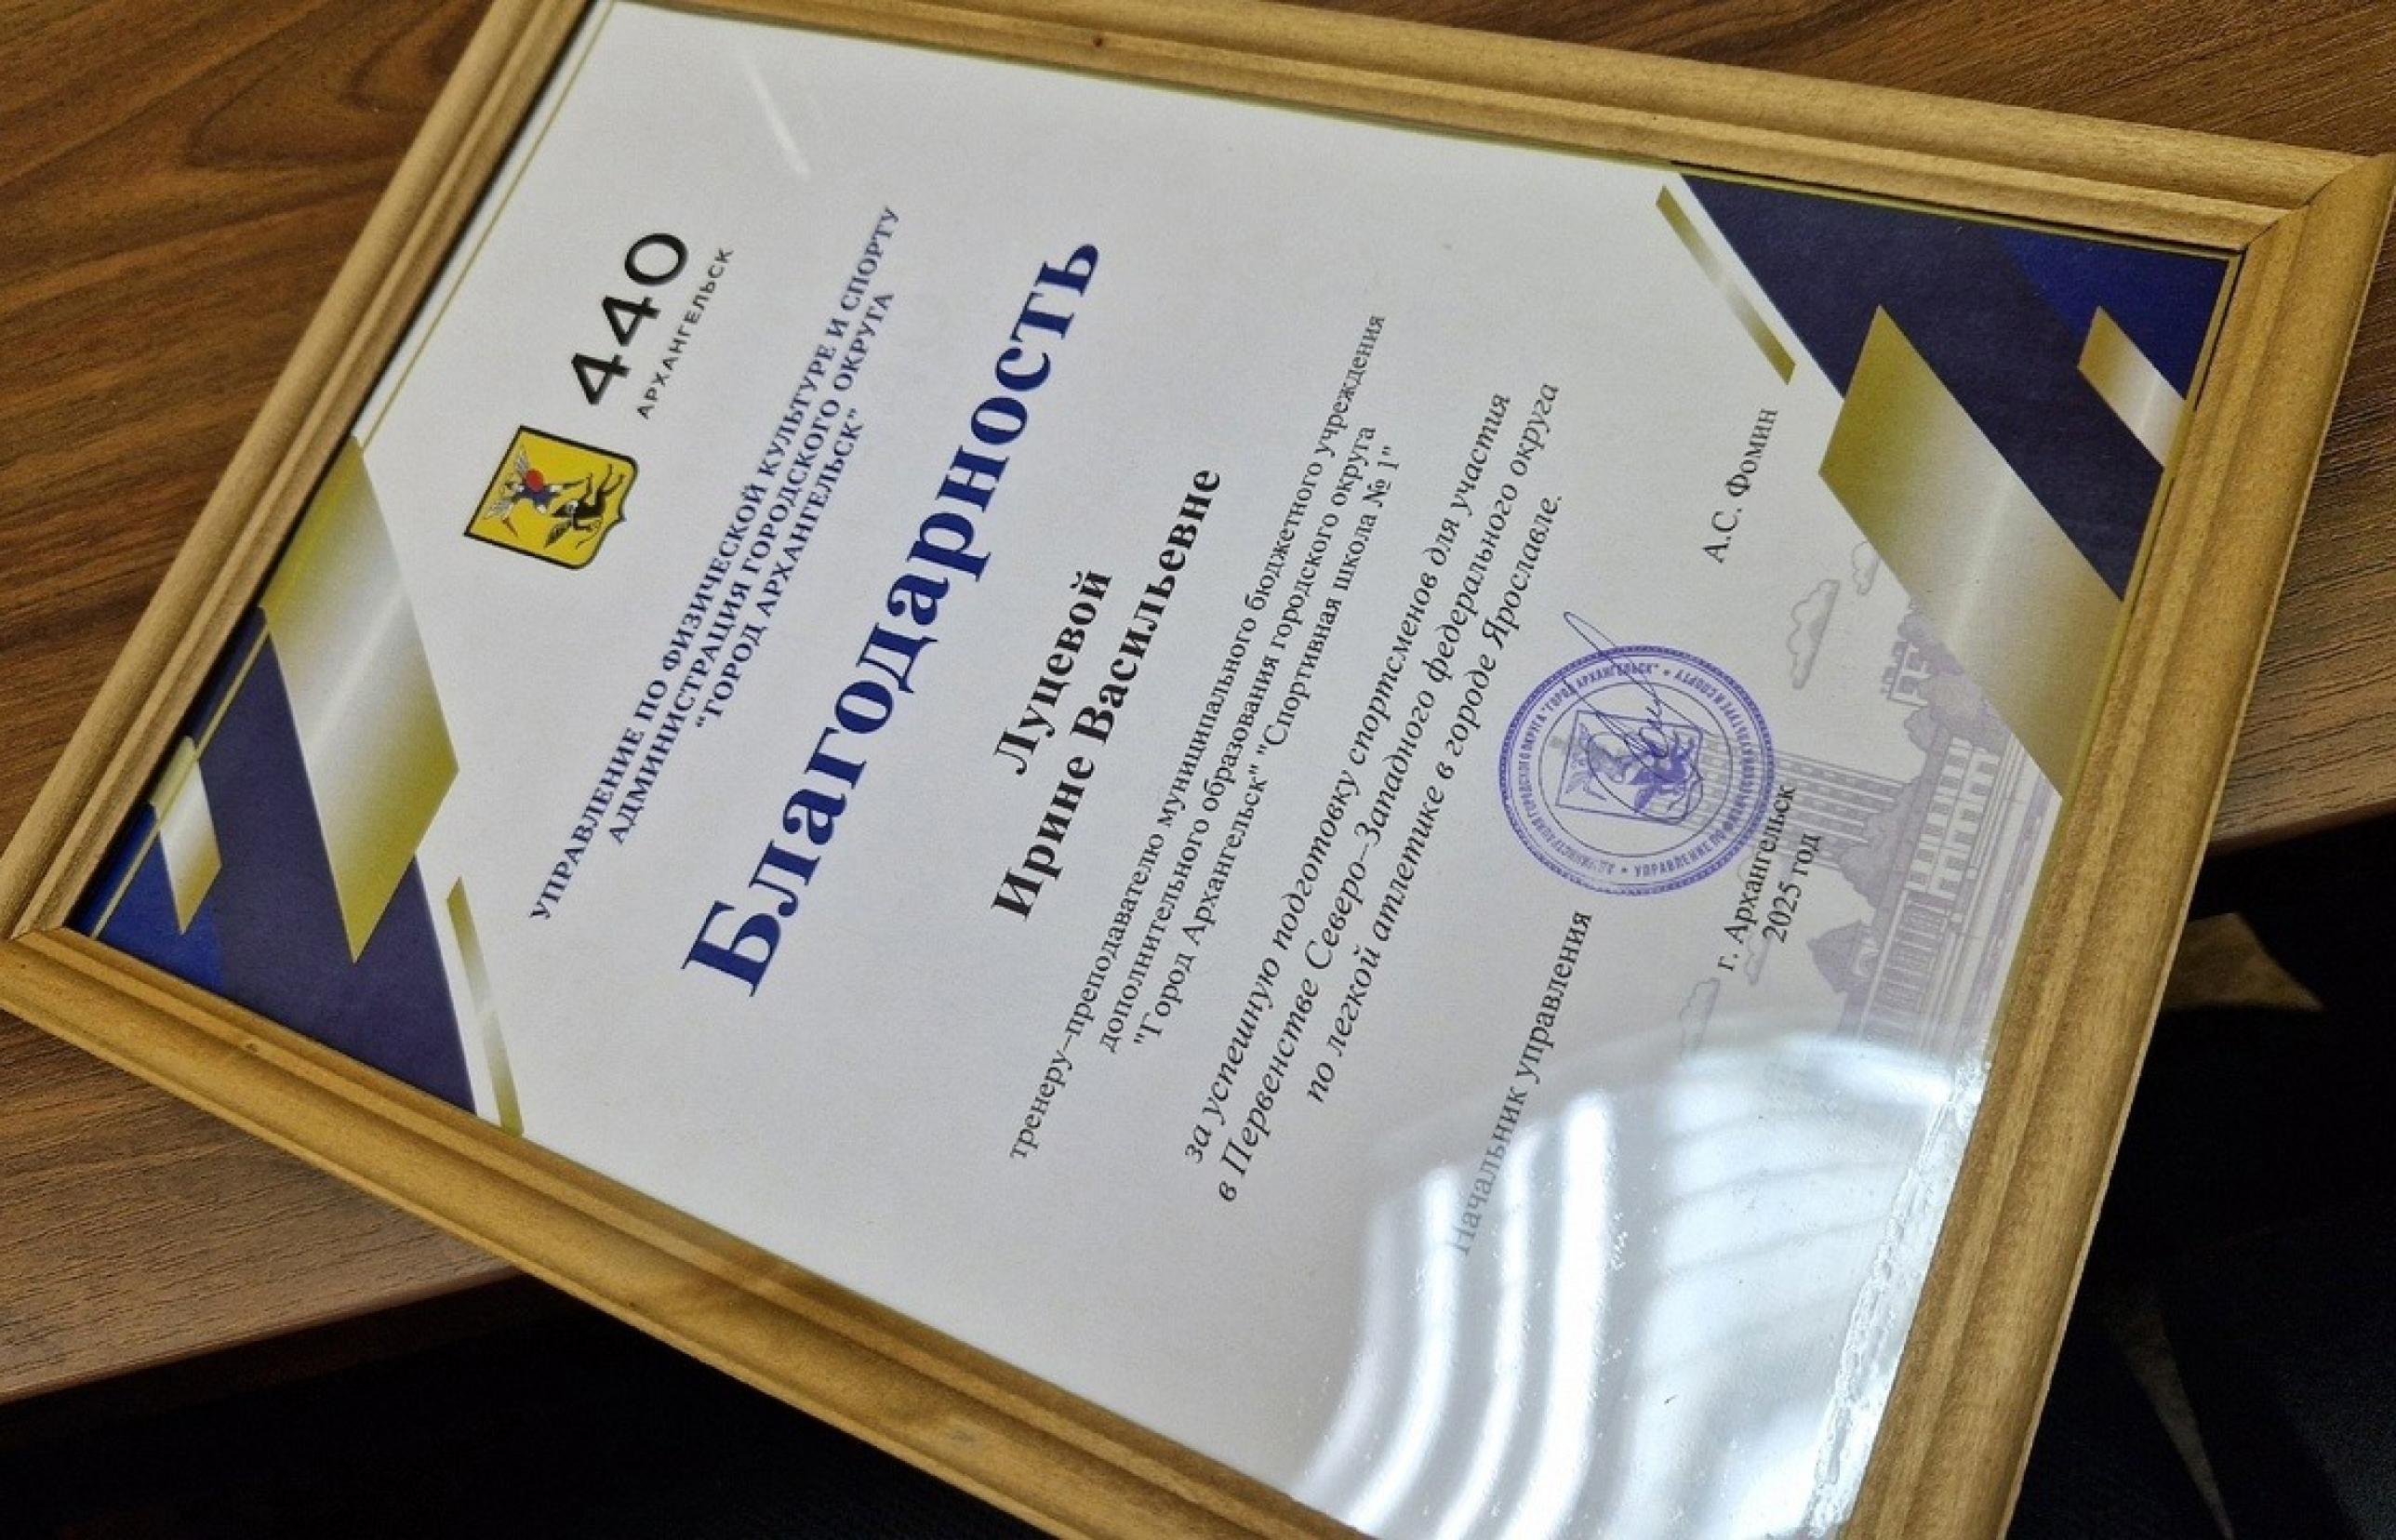 440
АРХАНГЕЛЬСК
УПРАВЛЕНИЕ ПО ФИЗИЧЕСКОЙ КУЛЬТУРЕ И СПОРТУ
АДМИНИСТРАЦИЯ ГОРОДСКОГО ОКРУГА
"ГОРОД АРХАНГЕЛЬСК"
Благодарность
Луцевой
Ирине Васильевне
тренеру-преподавателю муниципального бюджетного учреждения
дополнительного образования городского округа
"Город Архангельск" "Спортивная школа № 1"
за успешную подготовку спортсменов для участия
в Первенстве Северо-Западного федерального округа
по легкой атлетике в городе Ярославле.
Начальник управления
А.С. Фомин
г. Архангельск
2025 год